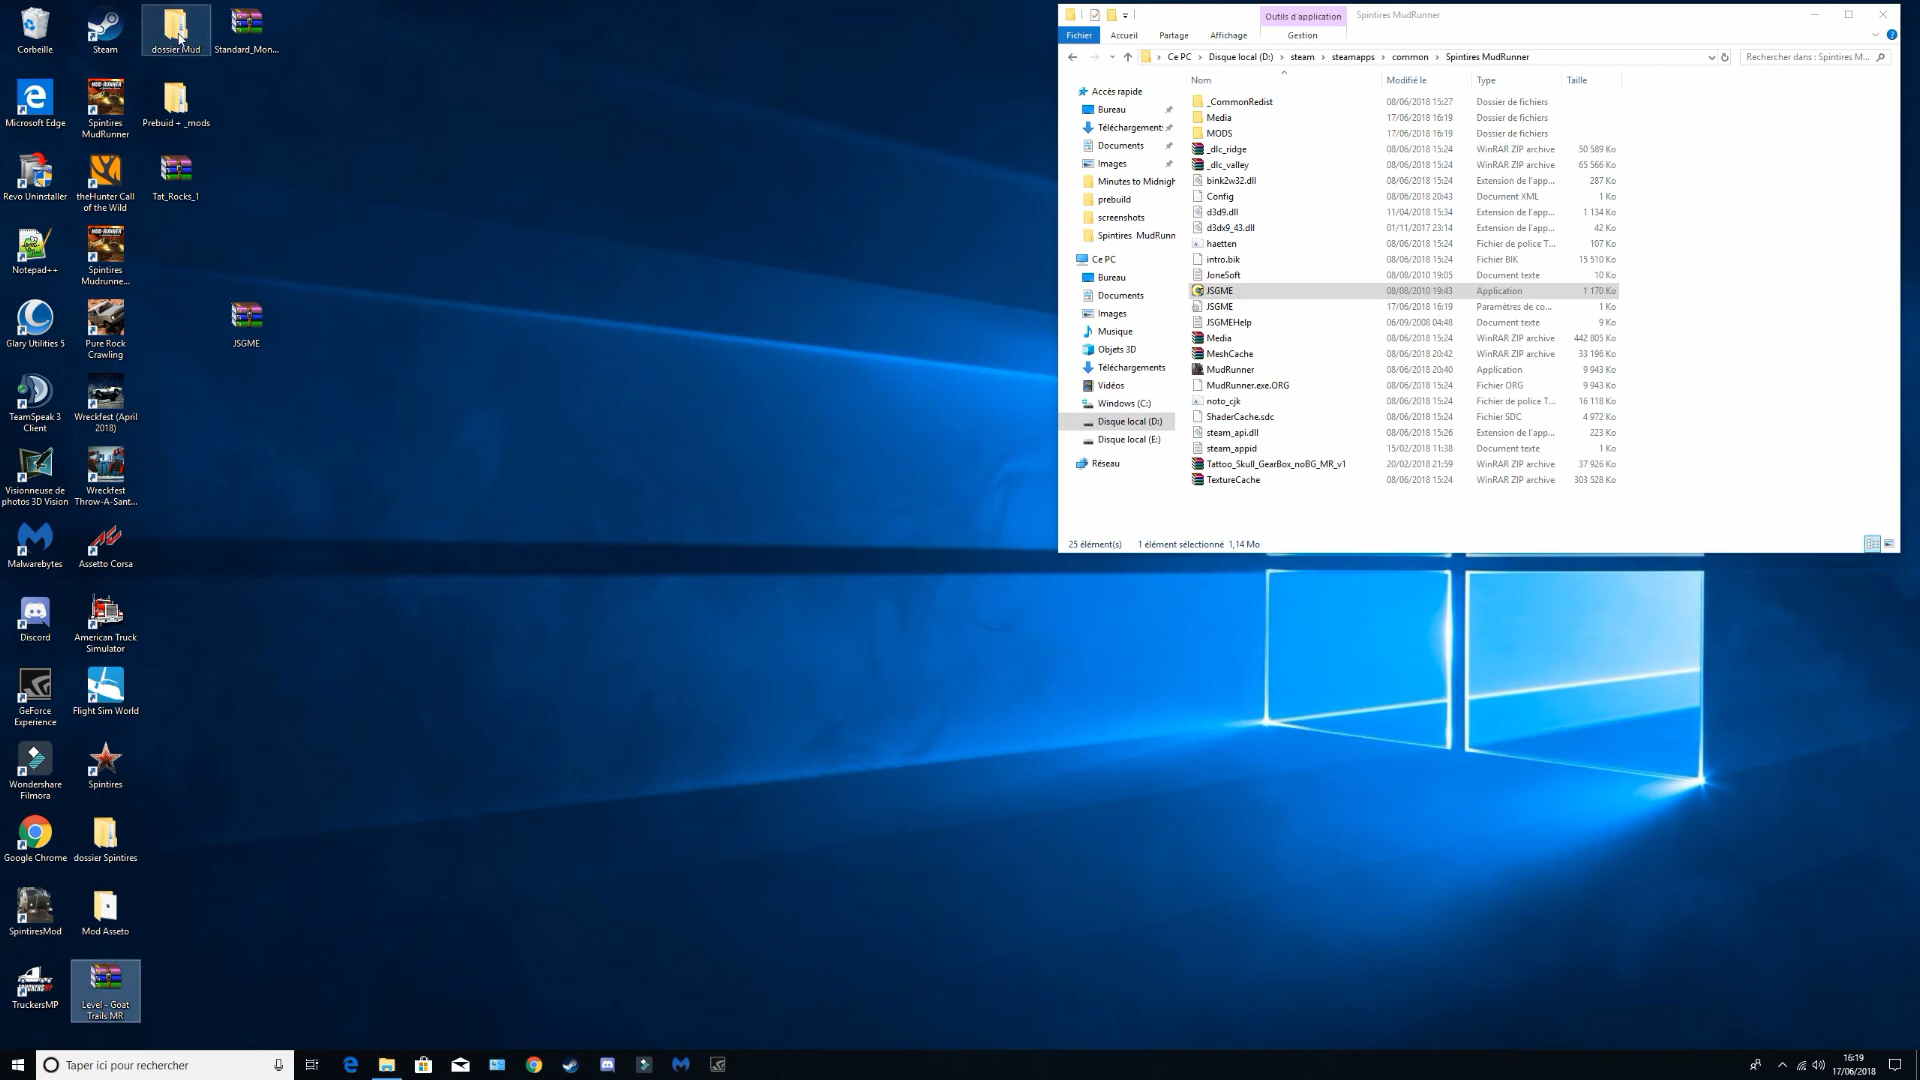 Corbeille
Steam
dossier Mud
Standard_Mon...
Microsoft Edge
Spintires
MudRunner
Prebuid + _mods
Revo Uninstaller
theHunter Call
of the Wild
Tat_Rocks_1
Notepad++
Spintires
Mudrunne...
Glary Utilities 5
Pure Rock
Crawling
JSGME
TeamSpeak 3
Client
Wreckfest (April
2018)
Visionneuse de
photos 3D Vision
Wreckfest
Throw-A-Sant...
Malwarebytes
Assetto Corsa
Discord
American Truck
Simulator
GeForce
Experience
Flight Sim World
Wondershare
Filmora
Spintires
Google Chrome
dossier Spintires
SpintiresMod
Mod Asseto
TruckersMP
Level - Goat
Trails MR
Outils d'application
Spintires MudRunner
Fichier
Accueil
Partage
Affichage
Gestion
Ce PC
Disque local (D:)
steam
steamapps
common
Spintires MudRunner
Rechercher dans : Spintires M...
Accès rapide
Bureau
Téléchargement
Documents
Images
Minutes to Midnigh
prebuild
screenshots
Spintires MudRunn
Ce PC
Bureau
Documents
Images
Musique
Objets 3D
Téléchargements
Vidéos
Windows (C:)
Disque local (D:)
Disque local (E:)
Réseau
Nom Modifié le Type Taille
_CommonRedist 08/06/2018 15:27 Dossier de fichiers
Media 17/06/2018 16:19 Dossier de fichiers
MODS 17/06/2018 16:19 Dossier de fichiers
_dlc_ridge 08/06/2018 15:24 WinRAR ZIP archive 50 589 Ko
_dlc_valley 08/06/2018 15:24 WinRAR ZIP archive 65 566 Ko
bink2w32.dll 08/06/2018 15:24 Extension de l'app... 287 Ko
Config 08/06/2018 20:43 Document XML 1 Ko
d3d9.dll 11/04/2018 15:34 Extension de l'app... 1 134 Ko
d3dx9_43.dll 01/11/2017 23:14 Extension de l'app... 42 Ko
haetten 08/06/2018 15:24 Fichier de police T... 107 Ko
intro.bik 08/06/2018 15:24 Fichier BIK 15 510 Ko
JoneSoft 08/08/2010 19:05 Document texte 10 Ko
JSGME 08/08/2010 19:43 Application 1 170 Ko
JSGME 17/06/2018 16:19 Paramètres de co... 1 Ko
JSGMEHelp 06/09/2008 04:48 Document texte 9 Ko
Media 08/06/2018 15:24 WinRAR ZIP archive 442 805 Ko
MeshCache 08/06/2018 20:42 WinRAR ZIP archive 33 196 Ko
MudRunner 08/06/2018 20:40 Application 9 943 Ko
MudRunner.exe.ORG 08/06/2018 15:24 Fichier ORG 9 943 Ko
noto_cjk 08/06/2018 15:24 Fichier de police T... 16 118 Ko
ShaderCache.sdc 08/06/2018 15:24 Fichier SDC 4 972 Ko
steam_api.dll 08/06/2018 15:26 Extension de l'app... 223 Ko
steam_appid 15/02/2018 11:38 Document texte 1 Ko
Tattoo_Skull_GearBox_noBG_MR_v1 20/02/2018 21:59 WinRAR ZIP archive 37 926 Ko
TextureCache 08/06/2018 15:24 WinRAR ZIP archive 303 528 Ko
25 élément(s) 1 élément sélectionné 1,14 Mo
Taper ici pour rechercher
16:19
17/06/2018